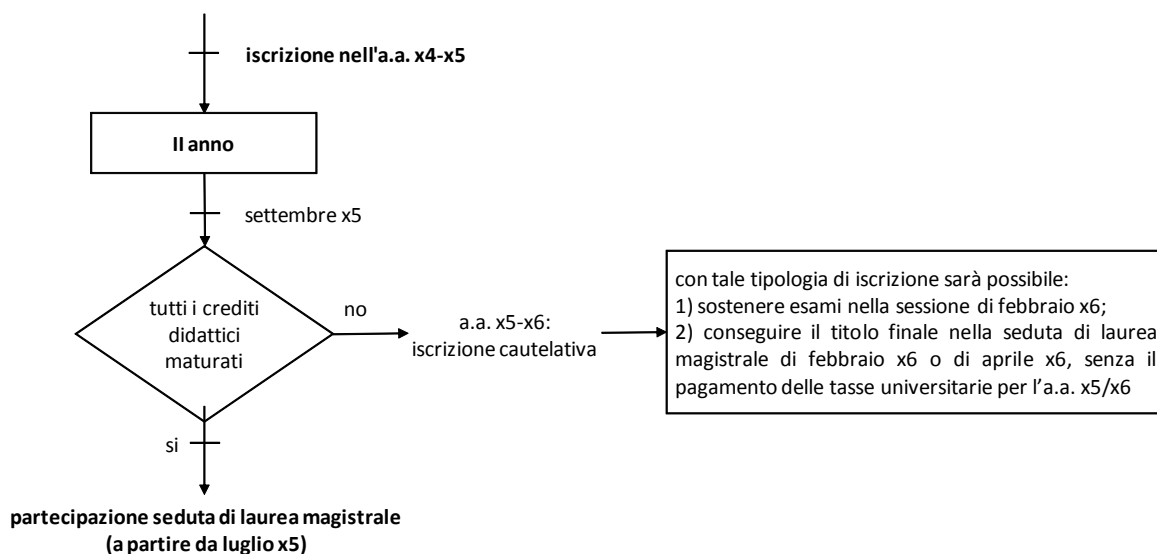 iscrizione nell'a.a. x4-x5
II anno
settembre x5
tutti i crediti
didattici
maturati
no
a.a. x5-x6:
iscrizione cautelativa
con tale tipologia di iscrizione sarà possibile:
1) sostenere esami nella sessione di febbraio x6;
2) conseguire il titolo finale nella seduta di laurea
magistrale di febbraio x6 o di aprile x6, senza il
pagamento delle tasse universitarie per l'a.a. x5/x6
si
partecipazione seduta di laurea magistrale
(a partire da luglio x5)